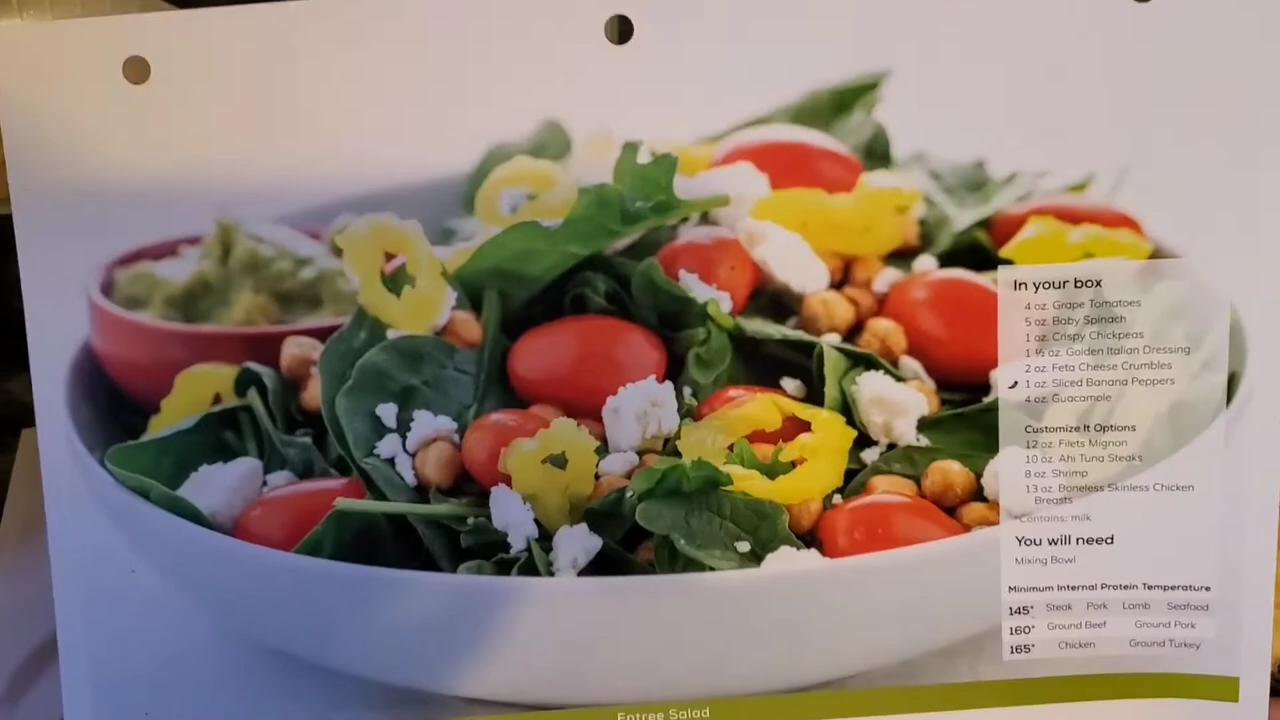 In your box
4 oz. Grape Tomatoes
5 oz. Baby Spinach
1 oz. Crispy Chickpeas
1 ½ oz. Golden Italian Dressing
2 oz. Feta Cheese Crumbles
1 oz. Sliced Banana Peppers
4 oz. Guacamole
Customize It Options
12 oz. Filets Mignon
10 oz. Ahi Tuna Steaks
8 oz. Shrimp
13 oz. Boneless Skinless Chicken
Breasts
*Contains: milk
You will need
Mixing Bowl
Minimum Internal Protein Temperature
145° Steak Pork Lamb Seafood
160° Ground Beef Ground Pork
165° Chicken Ground Turkey
Entree Salad